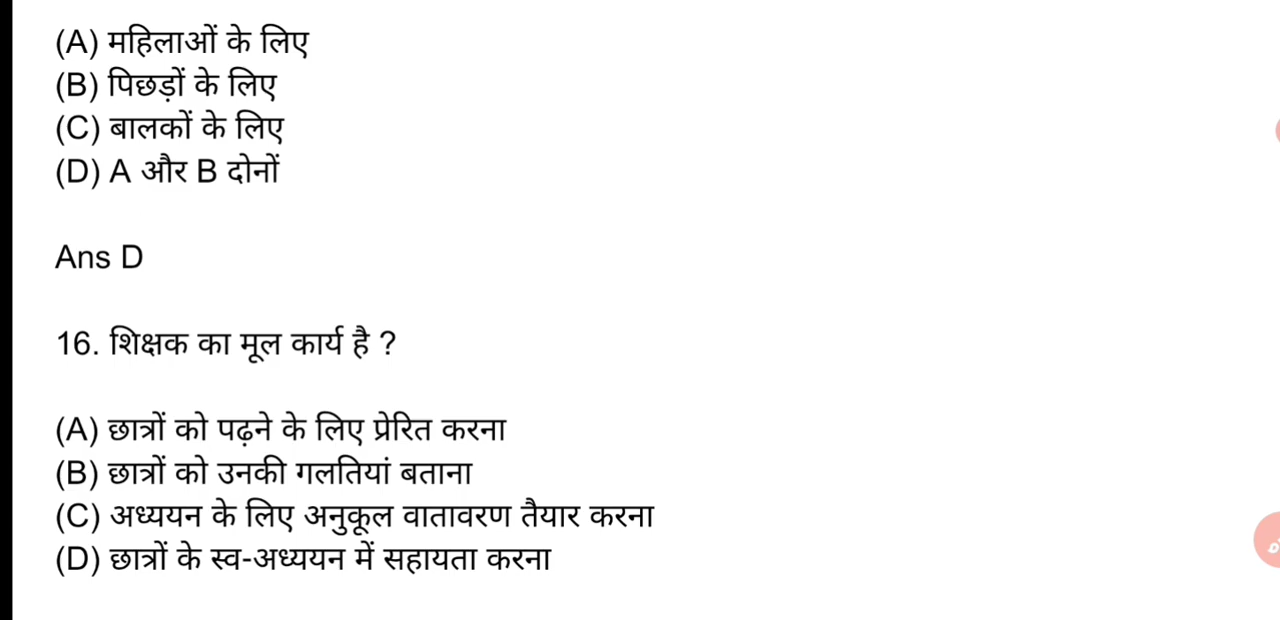 (A) महिलाओं के लिए
(B) पिछड़ों के लिए
(C) बालकों के लिए
(D) A और B दोनों
Ans D
16. शिक्षक का मूल कार्य है ?
(A) छात्रों को पढ़ने के लिए प्रेरित करना
(B) छात्रों को उनकी गलतियां बताना
(C) अध्ययन के लिए अनुकूल वातावरण तैयार करना
(D) छात्रों के स्व-अध्ययन में सहायता करना